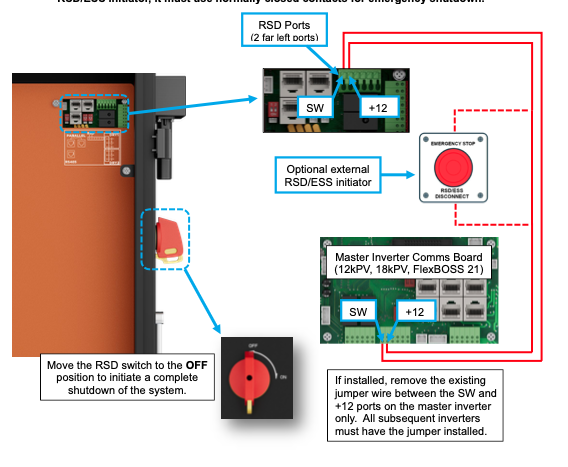 RSD/ESS initiator, it must use normally closed contacts for emergency shutdown.
RSD Ports
(2 far left ports)
SW
+12
EMERGENCY STOP
RSD/ESS
DISCONNECT
Optional external
RSD/ESS initiator
PARALLEL
Master Inverter Comms Board
(12kPV, 18kPV, FlexBOSS 21)
SW
+12
OFF
ON
Move the RSD switch to the OFF
position to initiate a complete
shutdown of the system.
If installed, remove the existing
jumper wire between the SW and
+12 ports on the master inverter
only. All subsequent inverters
must have the jumper installed.